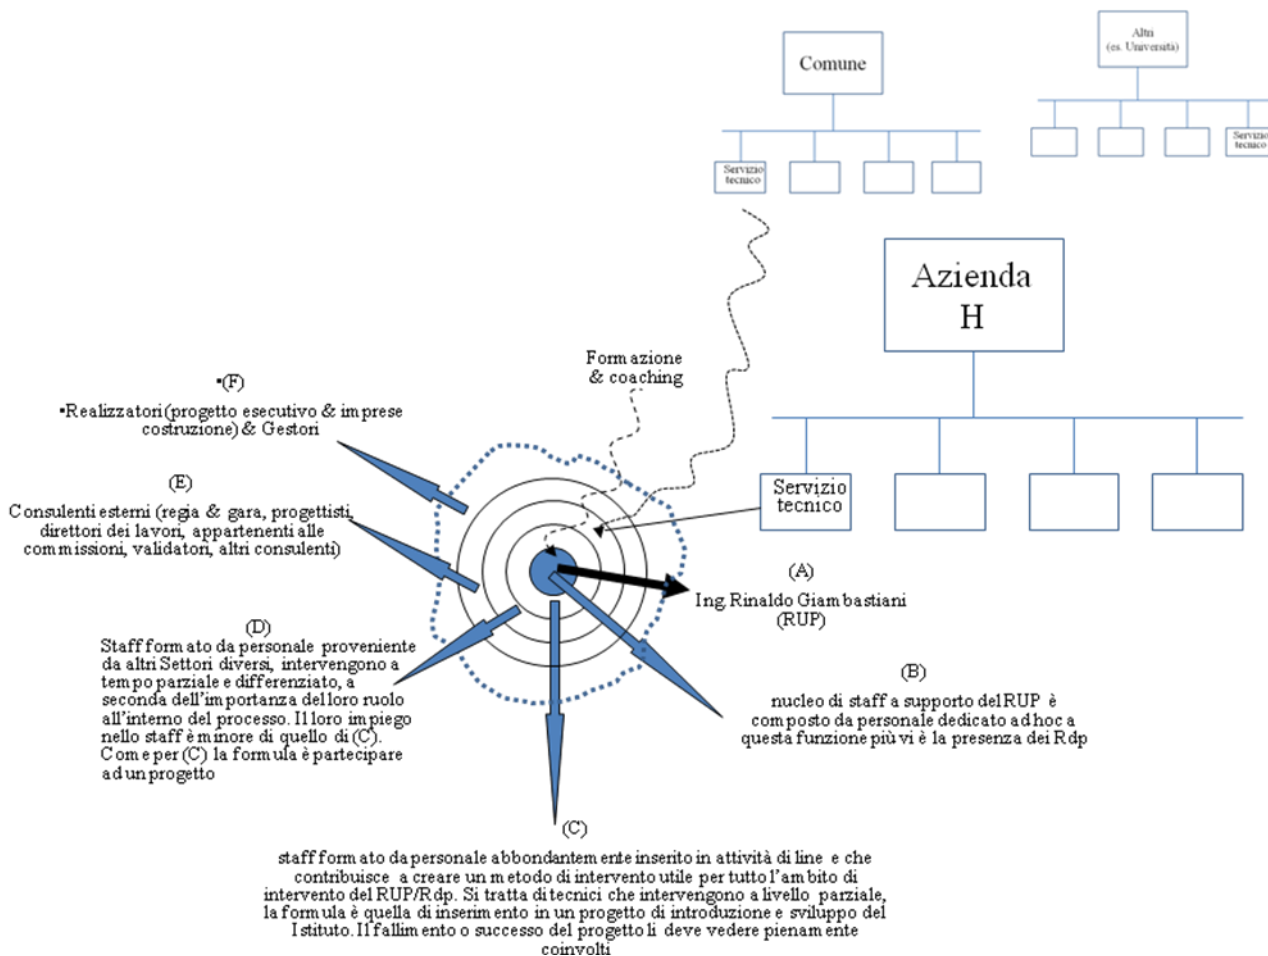 Altri
(es. Università)
Comune
Servizio
tecnico
Servizio
tecnico
Azienda
H
Formazione
& coaching
▪(F)
▪Realizzatori (progetto esecutivo & imprese
costruzione) & Gestori
(E)
Consulenti esterni (regia & gara, progettisti,
direttori dei lavori, appartenenti alle
commissioni, validatori, altri consulenti)
Servizio
tecnico
(A)
Ing. Rinaldo Giambastiani
(RUP)
(D)
Staff formato da personale proveniente
da altri Settori diversi, intervengono a
tempo parziale e differenziato, a
seconda dell'importanza del loro ruolo
all'interno del processo. Il loro impiego
nello staff è minore di quello di (C).
Come per (C) la formula è partecipare
ad un progetto
(B)
nucleo di staff a supporto del RUP è
composto da personale dedicato ad hoc a
questa funzione più vi è la presenza dei Rdp
(C)
staff formato da personale abbondantemente inserito in attività di line e che
contribuisce a creare un metodo di intervento utile per tutto l'ambito di
intervento del RUP/Rdp. Si tratta di tecnici che intervengono a livello parziale,
la formula è quella di inserimento in un progetto di introduzione e sviluppo del
Istituto. Il fallimento o successo del progetto li deve vedere pienamente
coinvolti